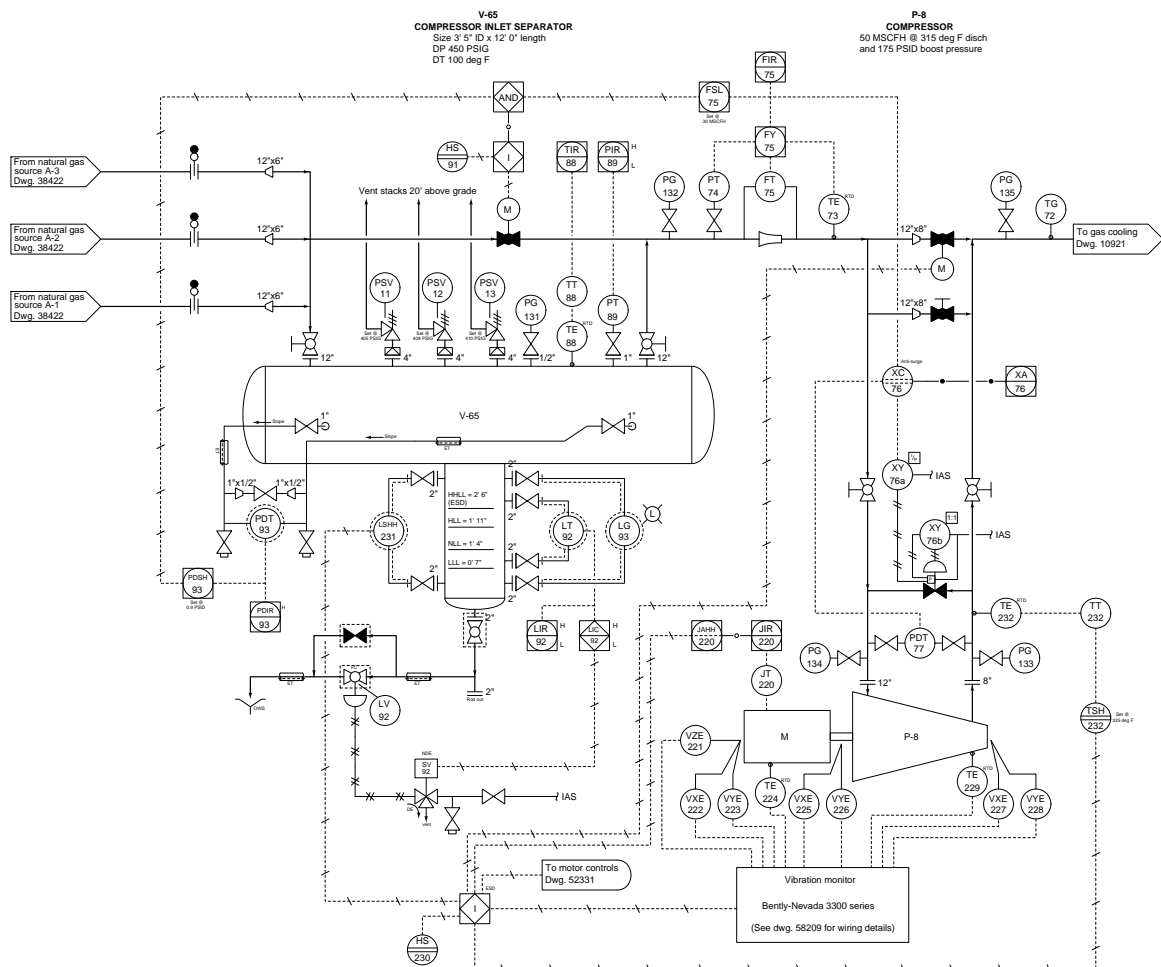 V-65
COMPRESSOR INLET SEPARATOR
Size 3' 5" ID x 12' 0" length
DP 450 PSIG
DT 100 deg F
P-8
COMPRESSOR
50 MSCFH @ 315 deg F disch
and 175 PSID boost pressure
FIR
75
AND
FSL
75
Set @
30 MSCFH
HS
91
I
TIR
88
PIR
89
H
L
FY
75
From natural gas
source A-3
Dwg. 38422
12"x6"
Vent stacks 20' above grade
M
PG
132
PT
74
FT
75
TE
73
RTD
PG
135
TG
72
From natural gas
source A-2
Dwg. 38422
12"x6"
12"x8"
To gas cooling
Dwg. 10921
M
From natural gas
source A-1
Dwg. 38422
12"x6"
PSV
11
PSV
12
PSV
13
PG
131
TT
88
PT
89
12"x8"
Set @
405 PSIG
Set @
408 PSIG
Set @
410 PSIG
TE
88
RTD
12"
4"
4"
4"
1/2"
1"
12"
Anti-surge
XC
76
XA
76
V-65
1"
1"
Slope
Slope
ET
ET
XY
76a
I/P
IAS
1"x1/2"
1"x1/2"
PDT
93
2"
2"
HHLL = 2' 6"
(ESD)
HLL = 1' 11"
NLL = 1' 4"
LLL = 0' 7"
2"
2"
2"
2"
LSHH
231
LT
92
LG
93
L
XY
76b
1:1
IAS
P
PDSH
93
Set @
0.9 PSID
PDIR
93
H
2"
LIR
92
H
L
LIC
92
H
L
JAHH
220
JIR
220
TE
232
RTD
TT
232
PDT
77
PG
134
PG
133
ET
ET
FC
LV
92
OWS
2"
Rod out
JT
220
12"
8"
TSH
232
Set @
335 deg F
VZE
221
M
P-8
NDE
SV
92
DE
vent
IAS
VXE
222
VYE
223
TE
224
RTD
VXE
225
VYE
226
TE
229
RTD
VXE
227
VYE
228
To motor controls
Dwg. 52331
Vibration monitor
Bently-Nevada 3300 series
(See dwg. 58209 for wiring details)
ESD
I
HS
230